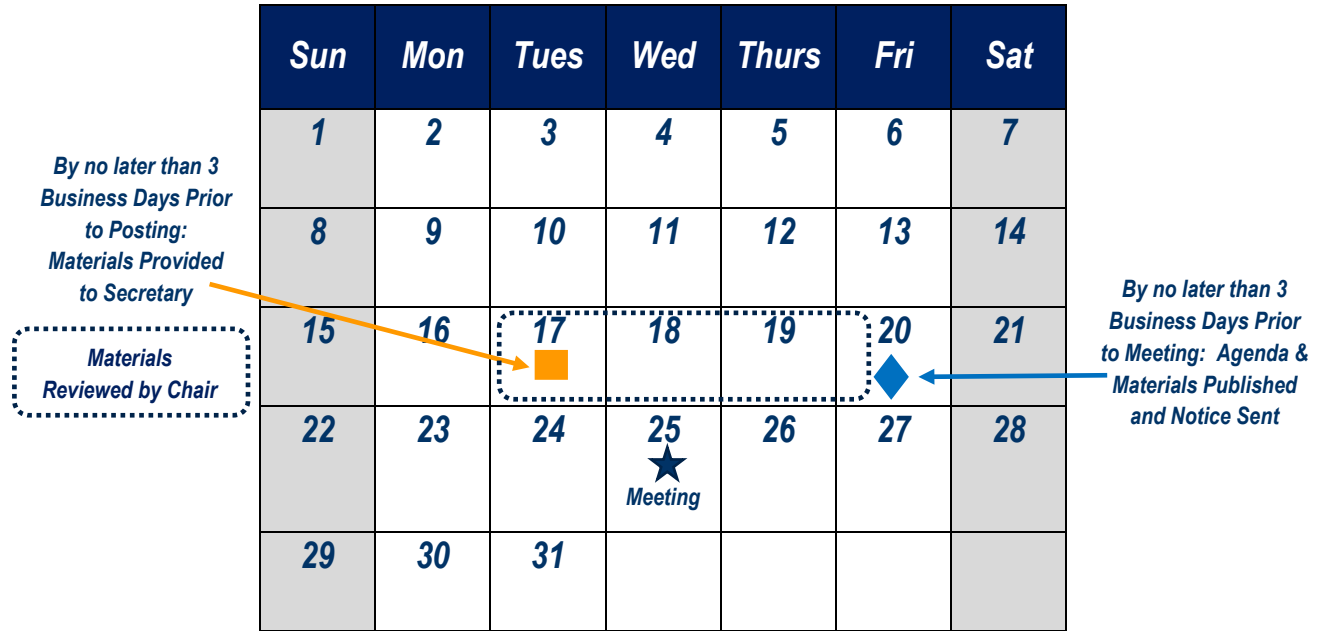 Sun Mon Tues Wed Thurs Fri Sat
1 2 3 4 5 6 7
By no later than 3
Business Days Prior
to Posting:
Materials Provided
to Secretary
8 9 10 11 12 13 14
15 16 17 18 19 20 21
Materials
Reviewed by Chair
By no later than 3
Business Days Prior
to Meeting: Agenda &
Materials Published
and Notice Sent
22 23 24 25 26 27 28
Meeting
29 30 31